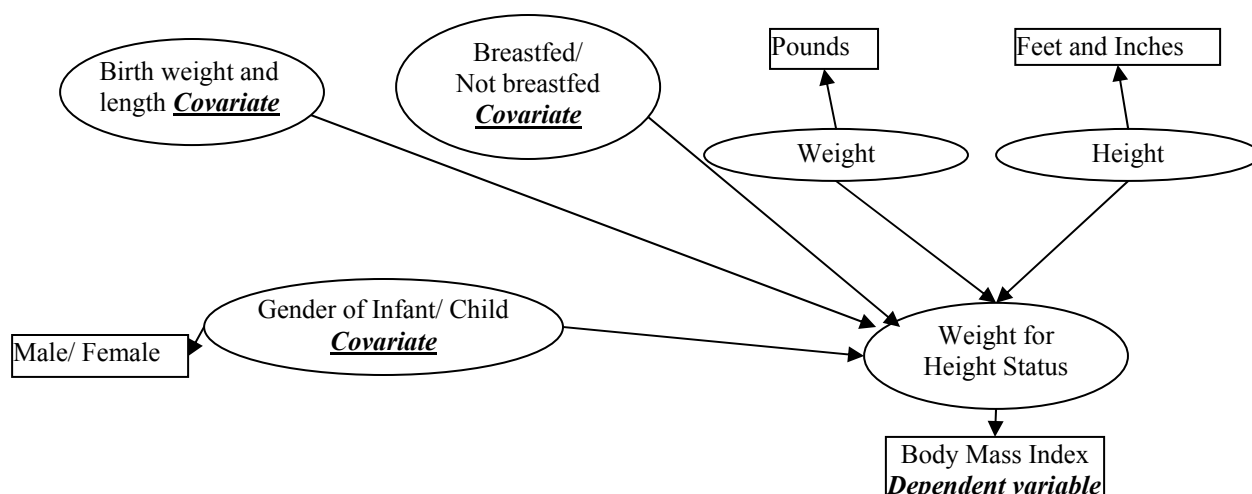 Birth weight and
length Covariate
Breastfed/
Not breastfed
Covariate
Pounds
Feet and Inches
Weight
Height
Gender of Infant/ Child
Covariate
Male/ Female
Weight for
Height Status
Body Mass Index
Dependent variable